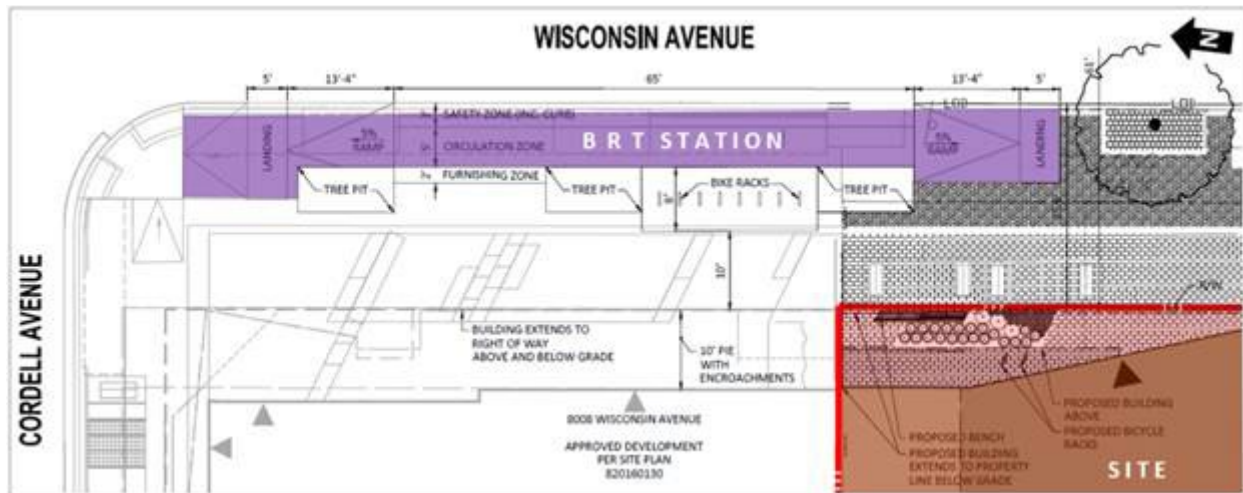 WISCONSIN AVENUE
N
5'
13'-4"
65'
13'-4"
5'
61'
LOD
LOD
SAFETY ZONE (INC. CURB)
LANDING
5%
RAMP
5'
CIRCULATION ZONE
BRT STATION
RAMP
LANDING
2'
FURNISHING ZONE
TREE PIT
TREE PIT
BIKE RACKS
TREE PIT
8'
10'
R/W
CORDELL AVENUE
BUILDING EXTENDS TO
RIGHT OF WAY
ABOVE AND BELOW GRADE
10' PIE
WITH
ENCROACHMENTS
8008 WISCONSIN AVENUE
APPROVED DEVELOPMENT
PER SITE PLAN
820160130
PROPOSED BUILDING
ABOVE
PROPOSED BICYCLE
RACKS
PROPOSED BENCH
PROPOSED BUILDING
EXTENDS TO PROPERTY
LINE BELOW GRADE
SITE